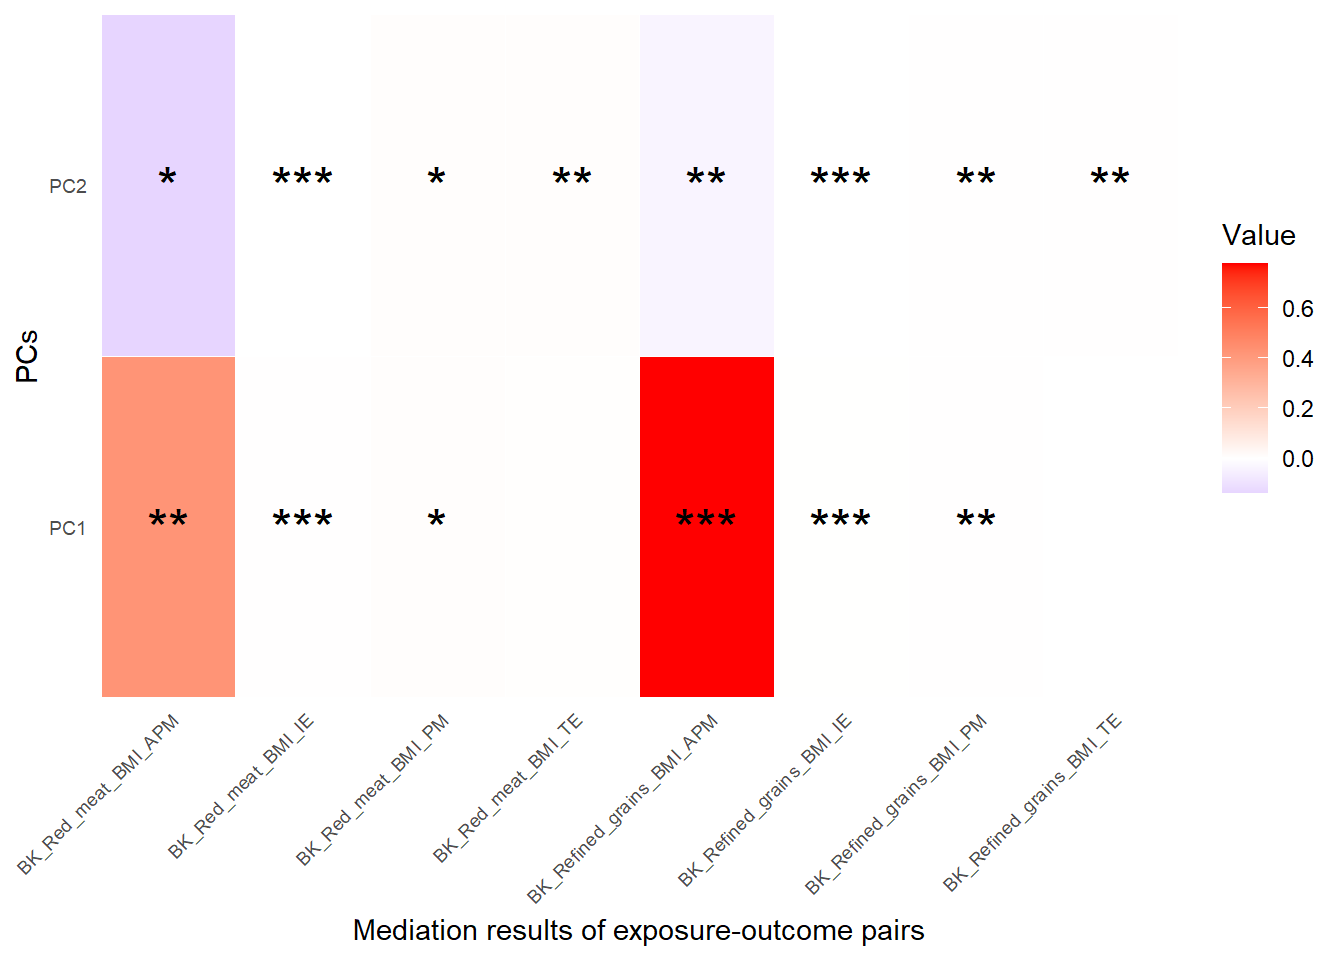 PCs
PC2
* *** * ** ** *** ** **
PC1
** *** * *** *** **
BK_Red_meat_BMI_APM
BK_Red_meat_BMI_IE
BK_Red_meat_BMI_PM
BK_Red_meat_BMI_TE
BK_Refined_grains_BMI_APM
BK_Refined_grains_BMI_IE
BK_Refined_grains_BMI_PM
BK_Refined_grains_BMI_TE
Mediation results of exposure-outcome pairs
Value
0.6
0.4
0.2
0.0